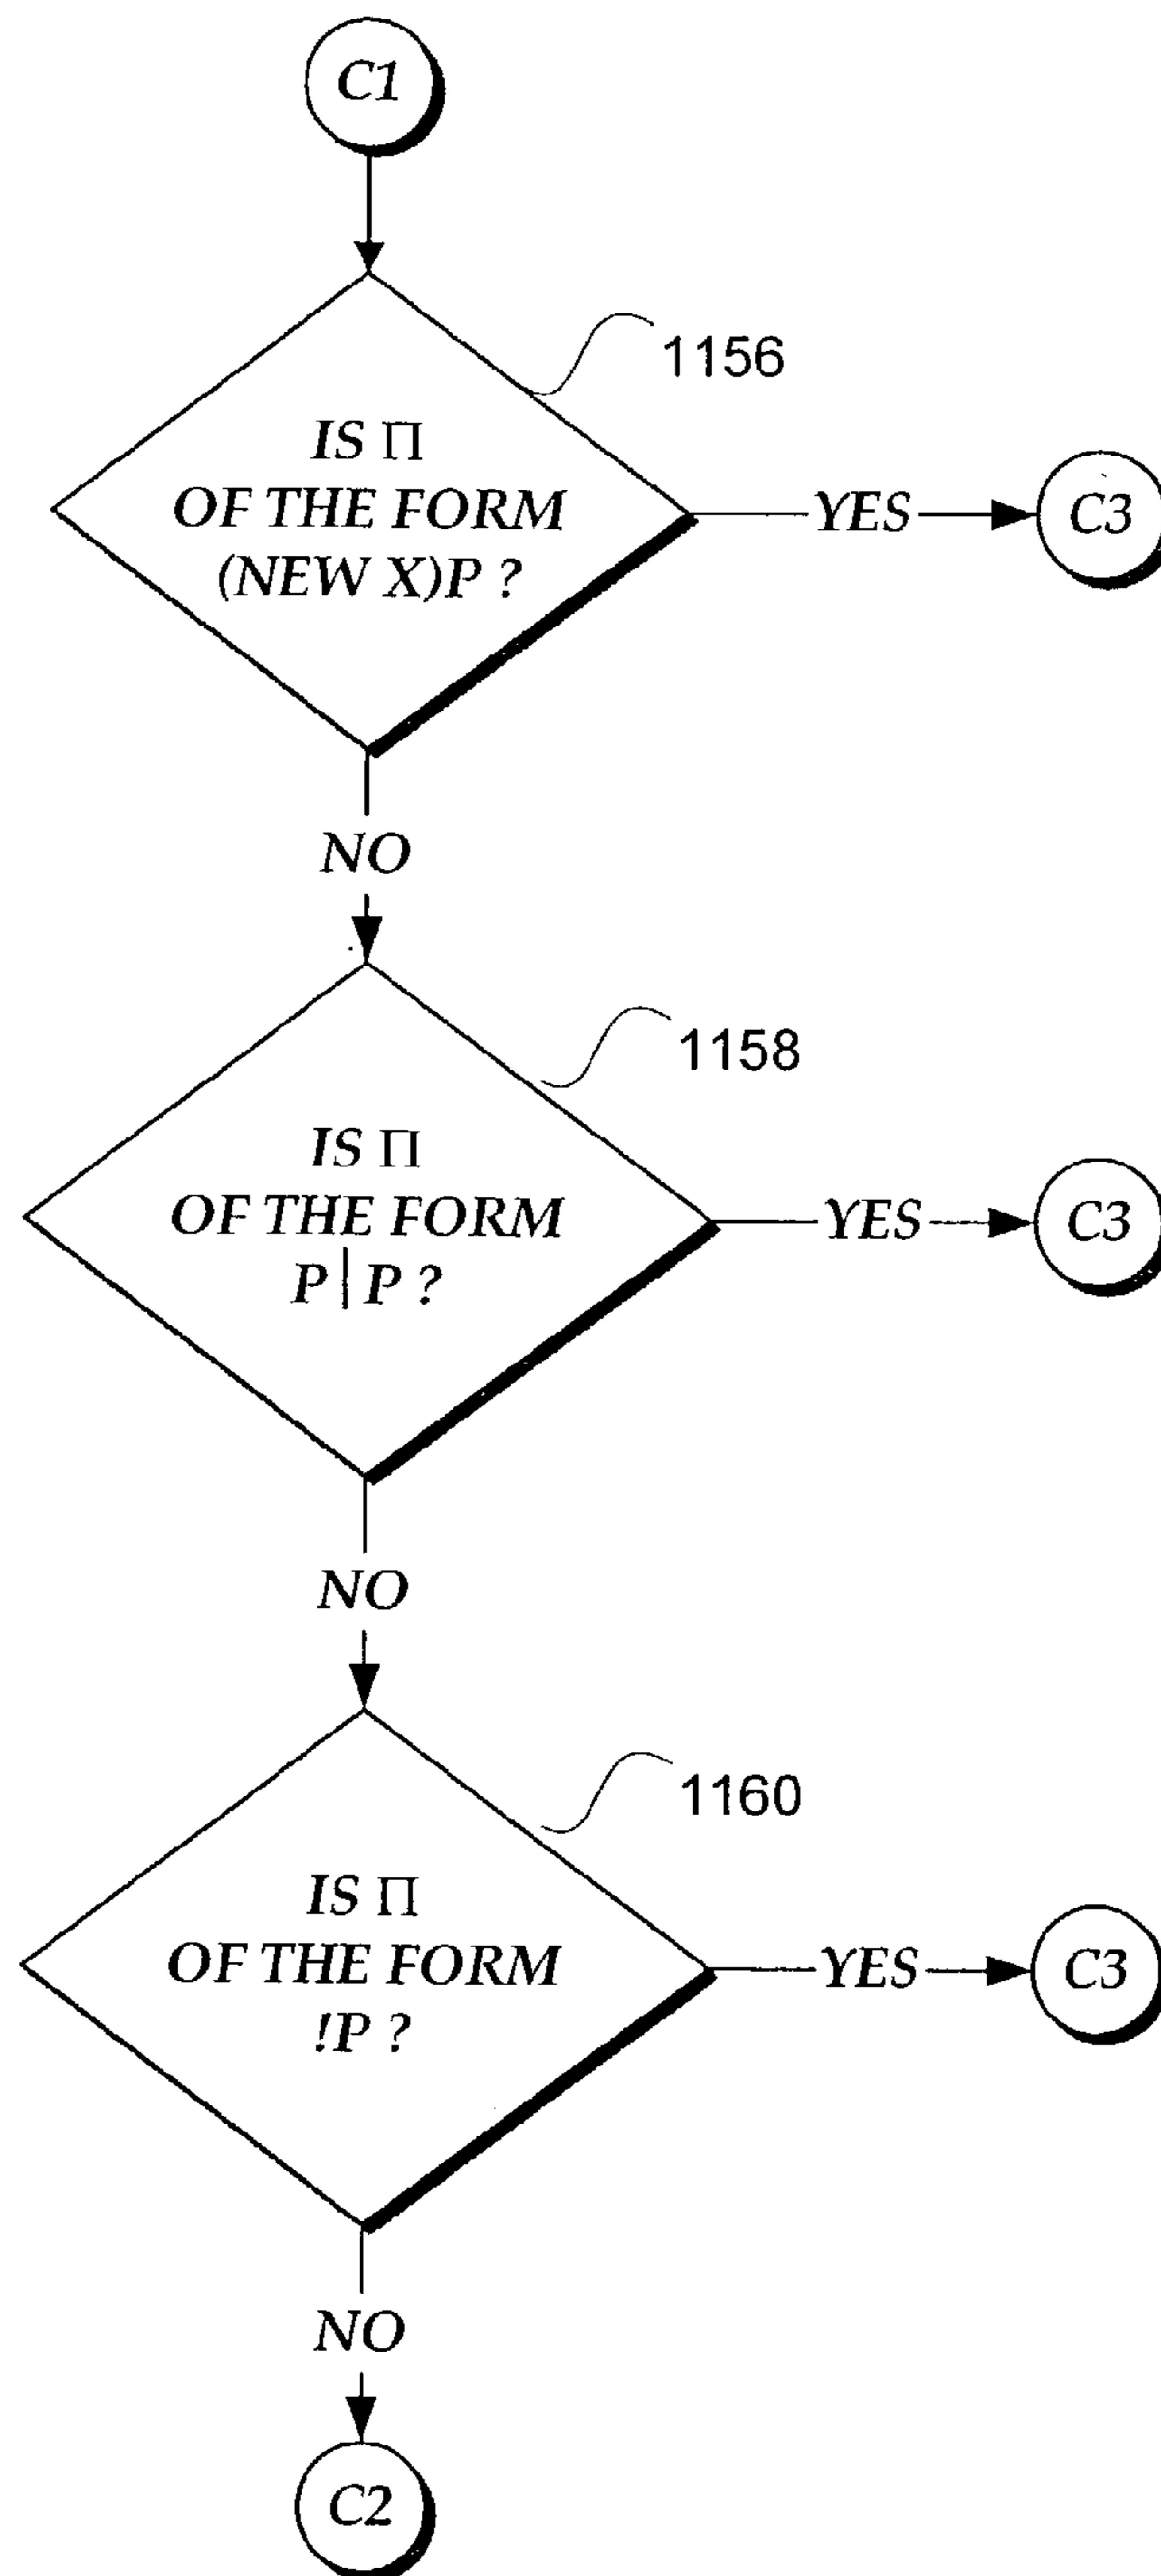 C1
1156
IS Π
OF THE FORM
(NEW X)P ?
YES
C3
NO
1158
IS Π
OF THE FORM
P|P ?
YES
C3
NO
1160
IS Π
OF THE FORM
!P ?
YES
C3
NO
C2